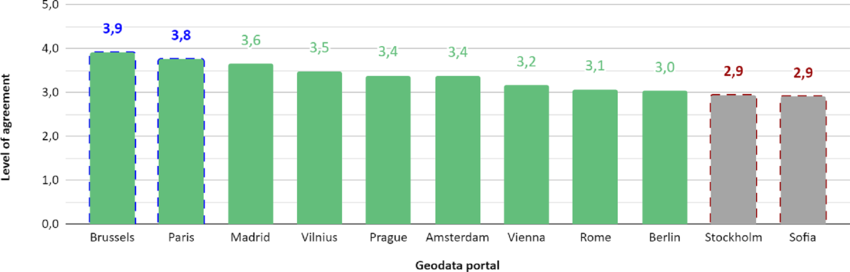 5,0
4,0
3,0
2,0
1,0
0,0
Level of agreement
3,9 3,8 3,6 3,5 3,4 3,4 3,2 3,1 3,0 2,9 2,9
Brussels Paris Madrid Vilnius Prague Amsterdam Vienna Rome Berlin Stockholm Sofia
Geodata portal